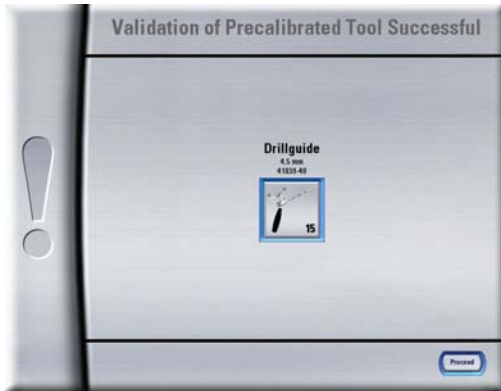 Validation of Precalibrated Tool Successful
Drillguide
4.5 mm
41839-49
15
Proceed